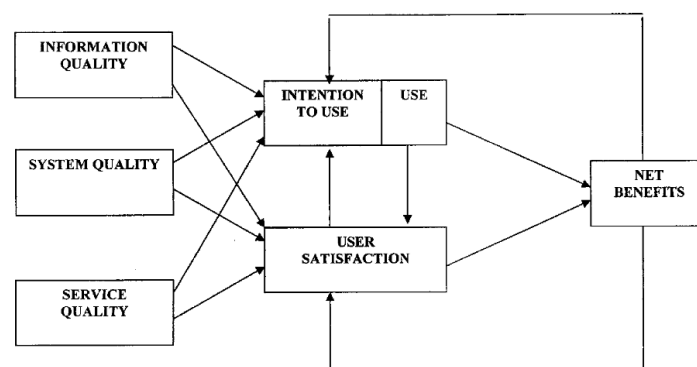 INFORMATION
QUALITY
INTENTION
TO USE
USE
SYSTEM QUALITY
NET
BENEFITS
USER
SATISFACTION
SERVICE
QUALITY